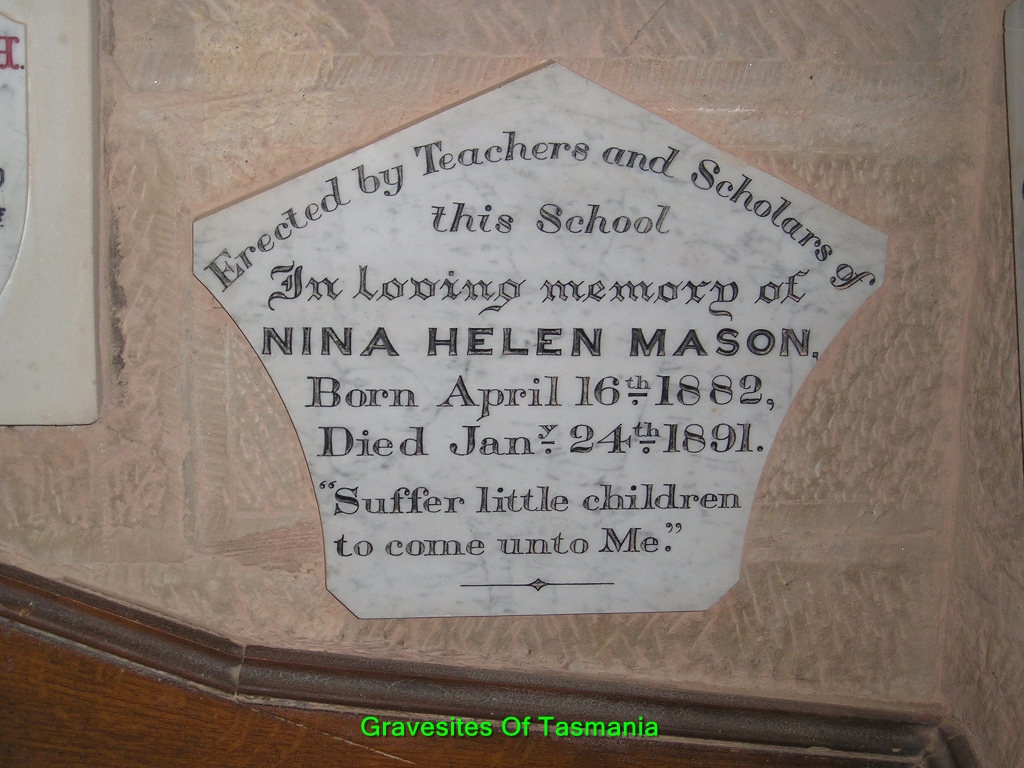 Erected by Teachers and Scholars of
this School
In loving memory of
NINA HELEN MASON.
Born April 16th 1882,
Died Jany 24th 1891.
"Suffer little children
to come unto Me."
H.
Gravesites Of Tasmania